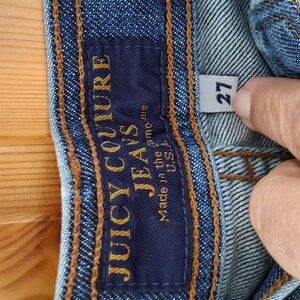 JUICY COUTURE
JEANS
Made in the
U.S.A.
27